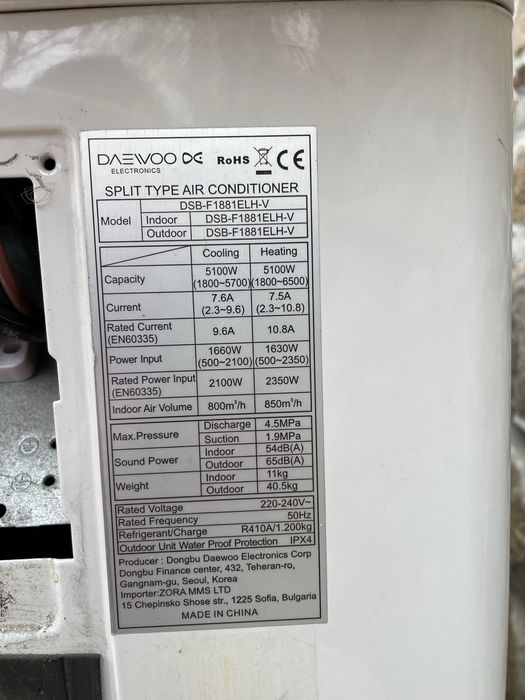 DAEWOO DE RoHS CE
ELECTRONICS
SPLIT TYPE AIR CONDITIONER
Model DSB-F1881ELH-V
Indoor DSB-F1881ELH-V
Outdoor DSB-F1881ELH-V
Cooling Heating
Capacity 5100W (1800~5700) 5100W (1800~6500)
Current 7.6A (2.3~9.6) 7.5A (2.3~10.8)
Rated Current (EN60335) 9.6A 10.8A
Power Input 1660W (500~2100) 1630W (500~2350)
Rated Power Input (EN60335) 2100W 2350W
Indoor Air Volume 800m³/h 850m³/h
Max.Pressure Discharge 4.5MPa
Suction 1.9MPa
Sound Power Indoor 54dB(A)
Outdoor 65dB(A)
Weight Indoor 11kg
Outdoor 40.5kg
Rated Voltage 220-240V~
Rated Frequency 50Hz
Refrigerant/Charge R410A/1.200kg
Outdoor Unit Water Proof Protection IPX4
Producer : Dongbu Daewoo Electronics Corp
Dongbu Finance center, 432, Teheran-ro,
Gangnam-gu, Seoul, Korea
Importer:ZORA MMS LTD
15 Chepinsko Shose str., 1225 Sofia, Bulgaria
MADE IN CHINA